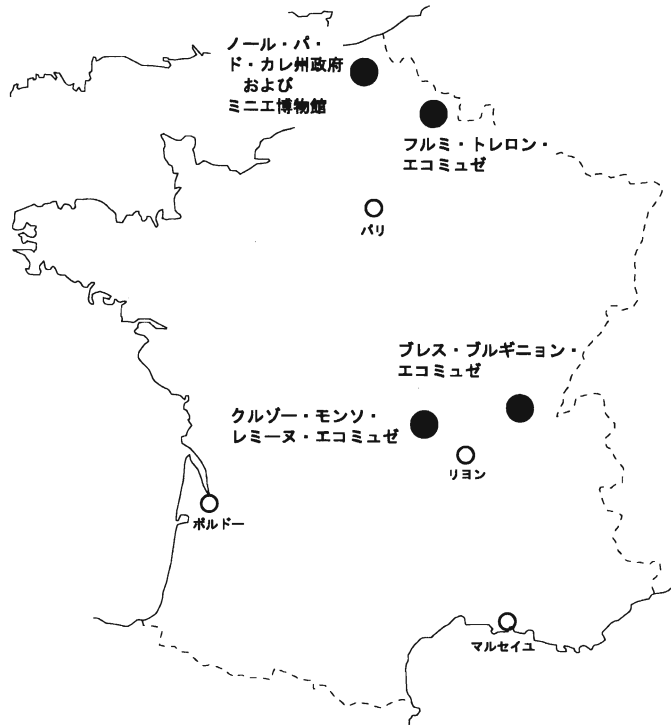 ノール・パ・
ド・カレ州政府
および
ミニエ博物館
フルミ・トレロン・
エコミュゼ
パリ
ブレス・ブルギニョン・
エコミュゼ
クルゾー・モンソ・
レミーヌ・エコミュゼ
リヨン
ボルドー
マルセイユ